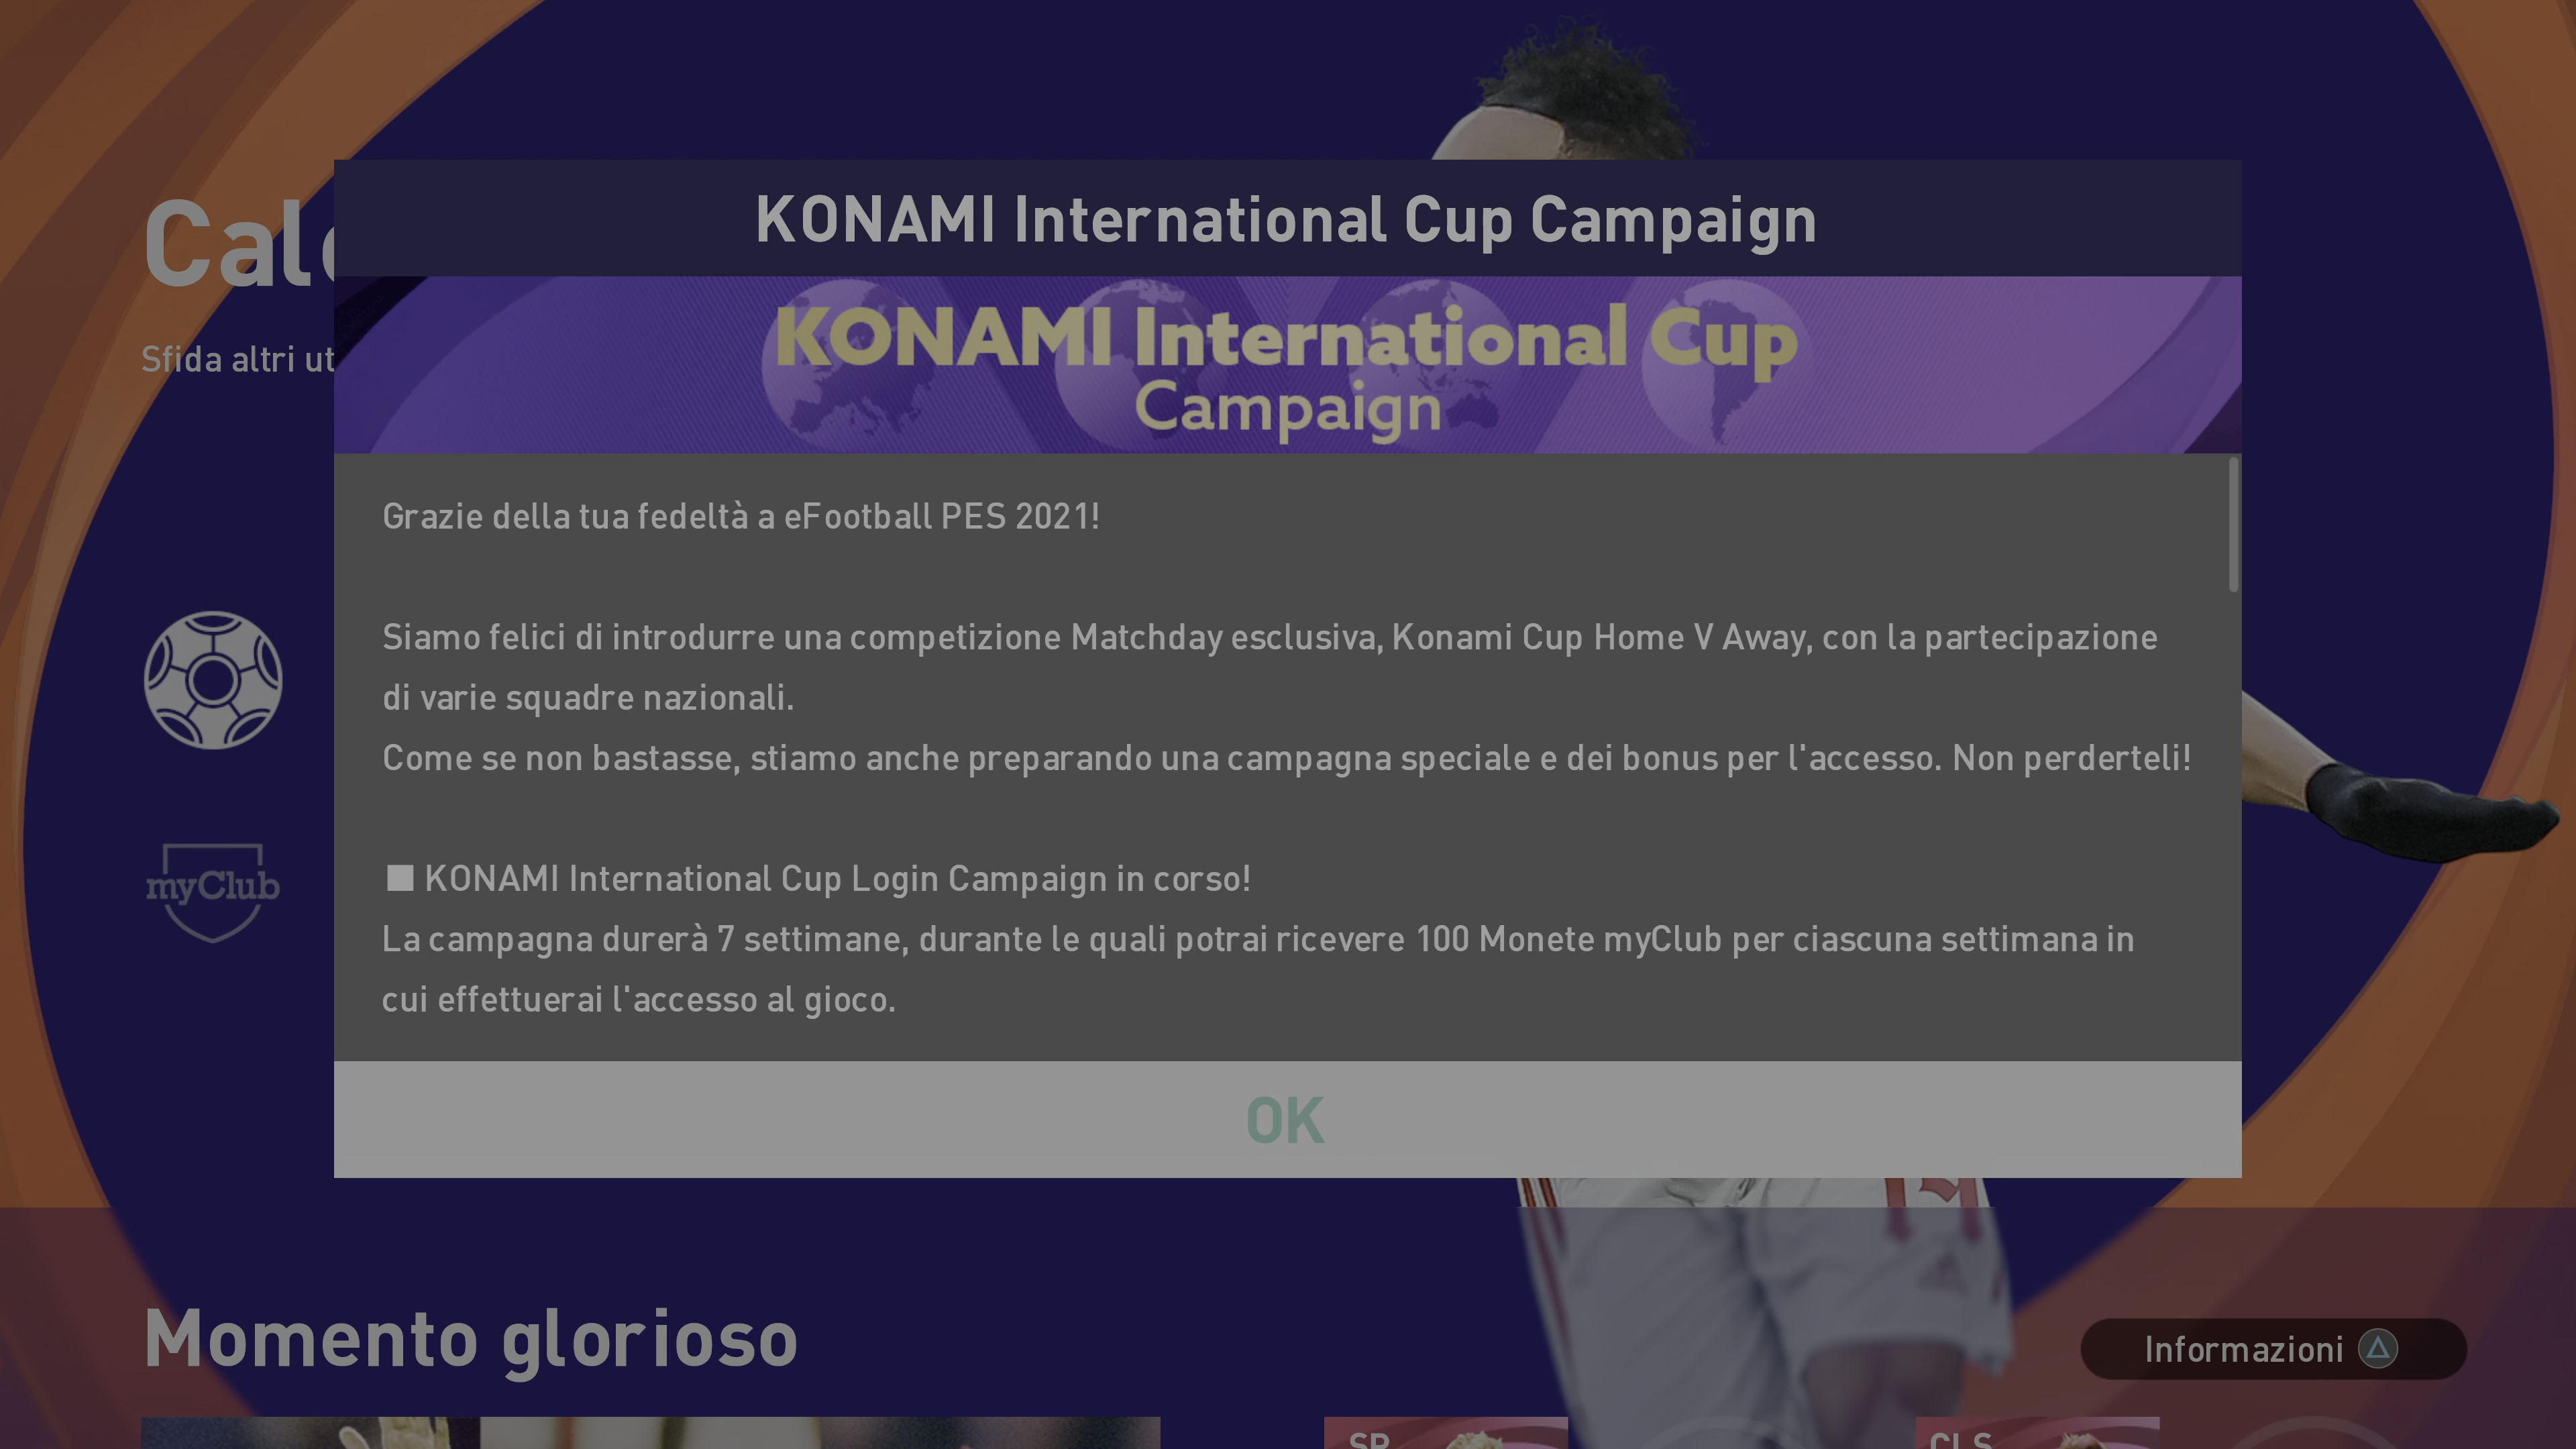 KONAMI International Cup Campaign
KONAMI International Cup
Campaign
Sfida altri
Grazie della tua fedeltà a eFootball PES 2021!
Siamo felici di introdurre una competizione Matchday esclusiva, Konami Cup Home V Away, con la partecipazione
di varie squadre nazionali.
Come se non bastasse, stiamo anche preparando una campagna speciale e dei bonus per l'accesso. Non perderteli!
■ KONAMI International Cup Login Campaign in corso!
La campagna durerà 7 settimane, durante le quali potrai ricevere 100 Monete myClub per ciascuna settimana in
cui effettuerai l'accesso al gioco.
myClub
OK
Momento glorioso
Informazioni